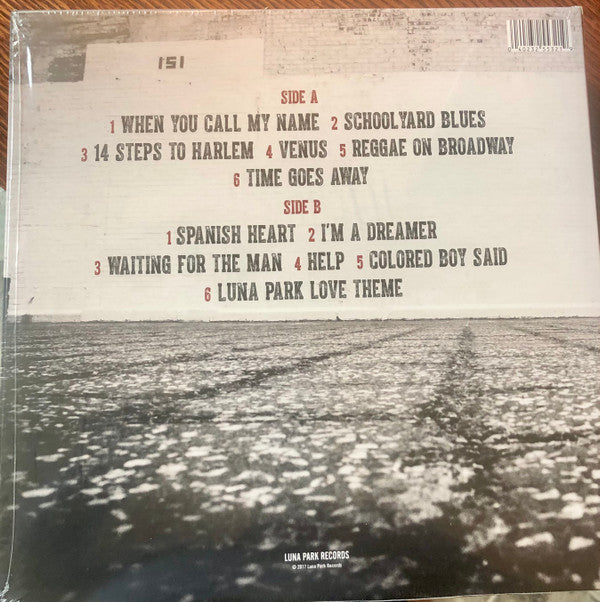 151
SIDE A
1 WHEN YOU CALL MY NAME 2 SCHOOLYARD BLUES
3 14 STEPS TO HARLEM 4 VENUS 5 REGGAE ON BROADWAY
6 TIME GOES AWAY
SIDE B
1 SPANISH HEART 2 I'M A DREAMER
3 WAITING FOR THE MAN 4 HELP 5 COLORED BOY SAID
6 LUNA PARK LOVE THEME
LUNA PARK RECORDS
© 2017 Luna Park Records